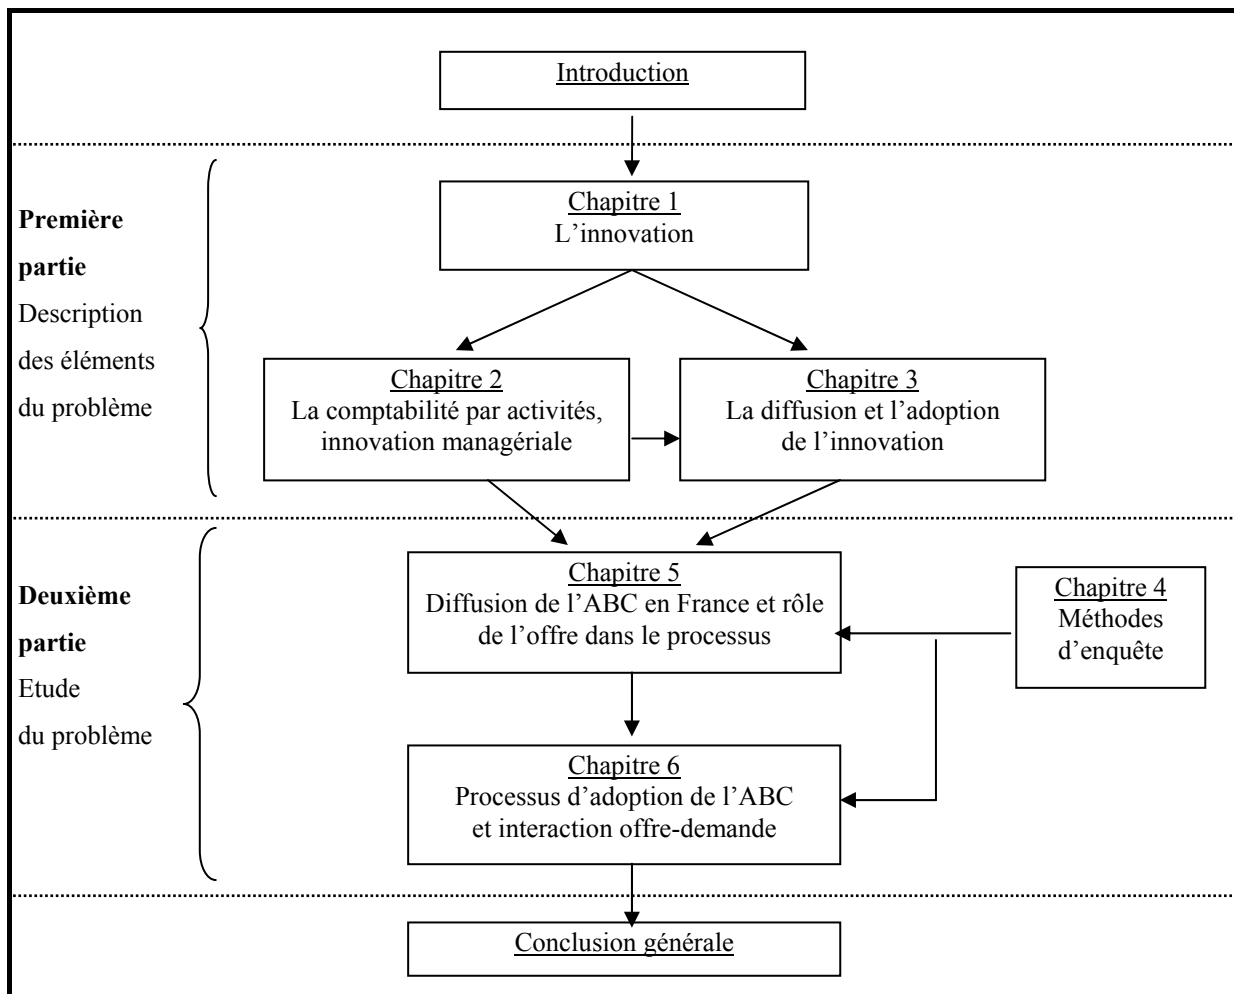 Introduction
Première
partie
Description
des éléments
du problème
Chapitre 1
L’innovation
Chapitre 2
La comptabilité par activités,
innovation managériale
Chapitre 3
La diffusion et l’adoption
de l’innovation
Deuxième
partie
Etude
du problème
Chapitre 5
Diffusion de l’ABC en France et rôle
de l’offre dans le processus
Chapitre 4
Méthodes
d’enquête
Chapitre 6
Processus d’adoption de l’ABC
et interaction offre-demande
Conclusion générale